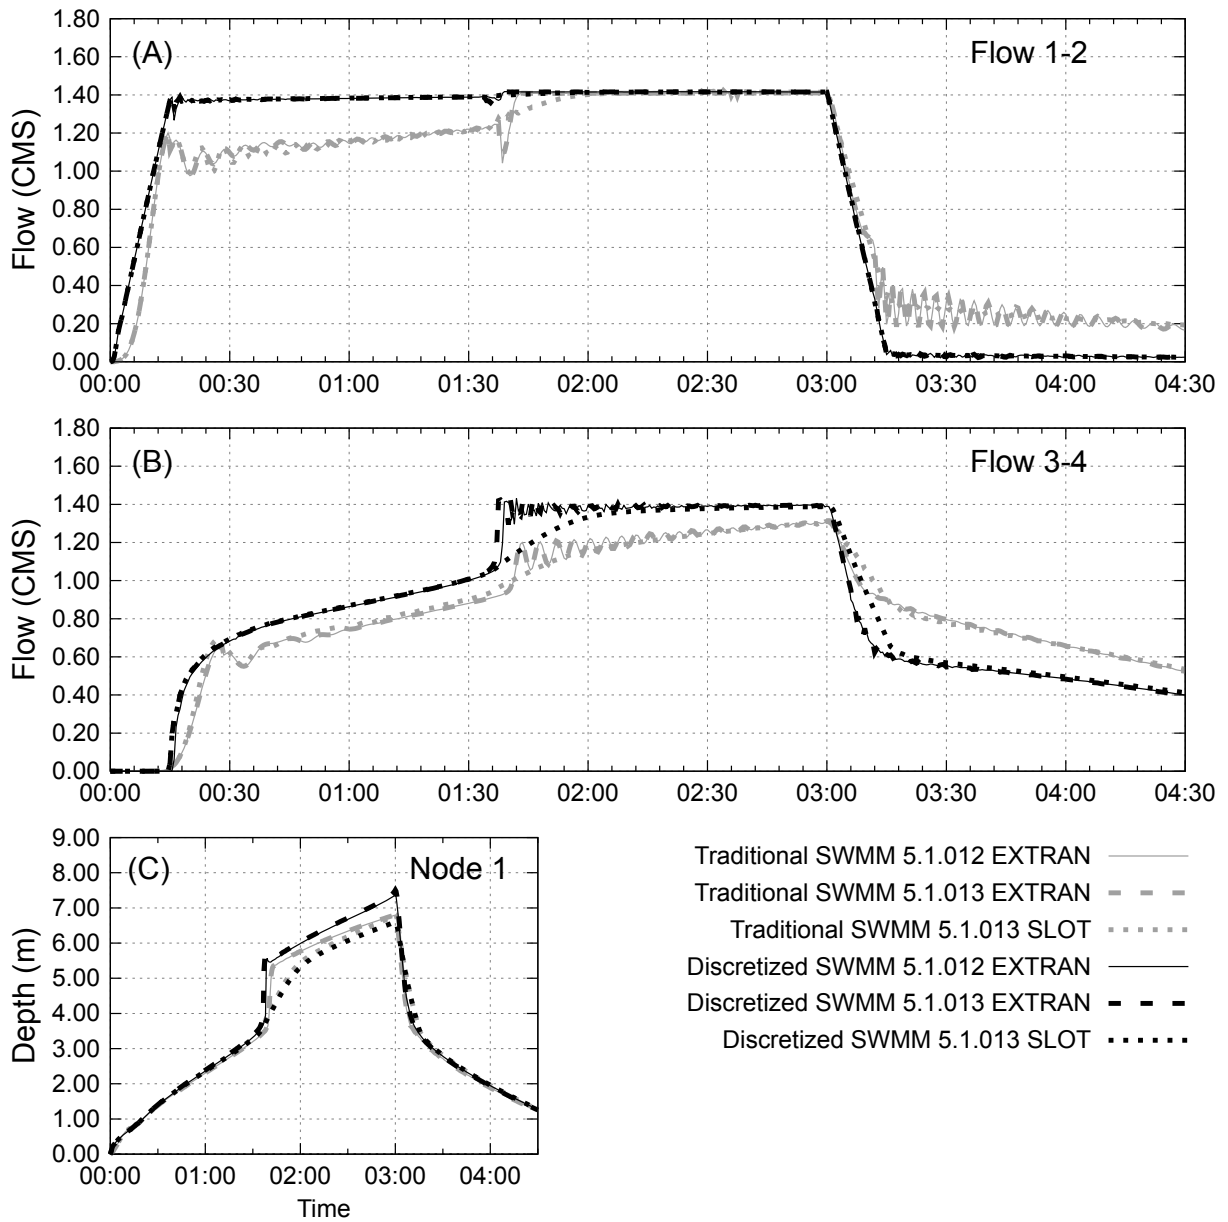 (A)
Flow 1-2
Flow (CMS)
1.80
1.60
1.40
1.20
1.00
0.80
0.60
0.40
0.20
0.00
00:00 00:30 01:00 01:30 02:00 02:30 03:00 03:30 04:00 04:30
(B)
Flow 3-4
Flow (CMS)
1.80
1.60
1.40
1.20
1.00
0.80
0.60
0.40
0.20
0.00
00:00 00:30 01:00 01:30 02:00 02:30 03:00 03:30 04:00 04:30
(C)
Node 1
Depth (m)
9.00
8.00
7.00
6.00
5.00
4.00
3.00
2.00
1.00
0.00
00:00 01:00 02:00 03:00 04:00
Time
Traditional SWMM 5.1.012 EXTRAN
Traditional SWMM 5.1.013 EXTRAN
Traditional SWMM 5.1.013 SLOT
Discretized SWMM 5.1.012 EXTRAN
Discretized SWMM 5.1.013 EXTRAN
Discretized SWMM 5.1.013 SLOT